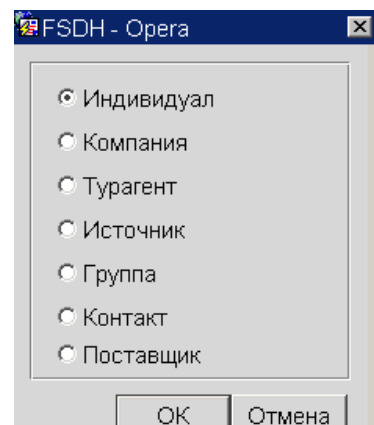 FSDH - Opera
Индивидуал
Компания
Турагент
Источник
Группа
Контакт
Поставщик
OK Отмена